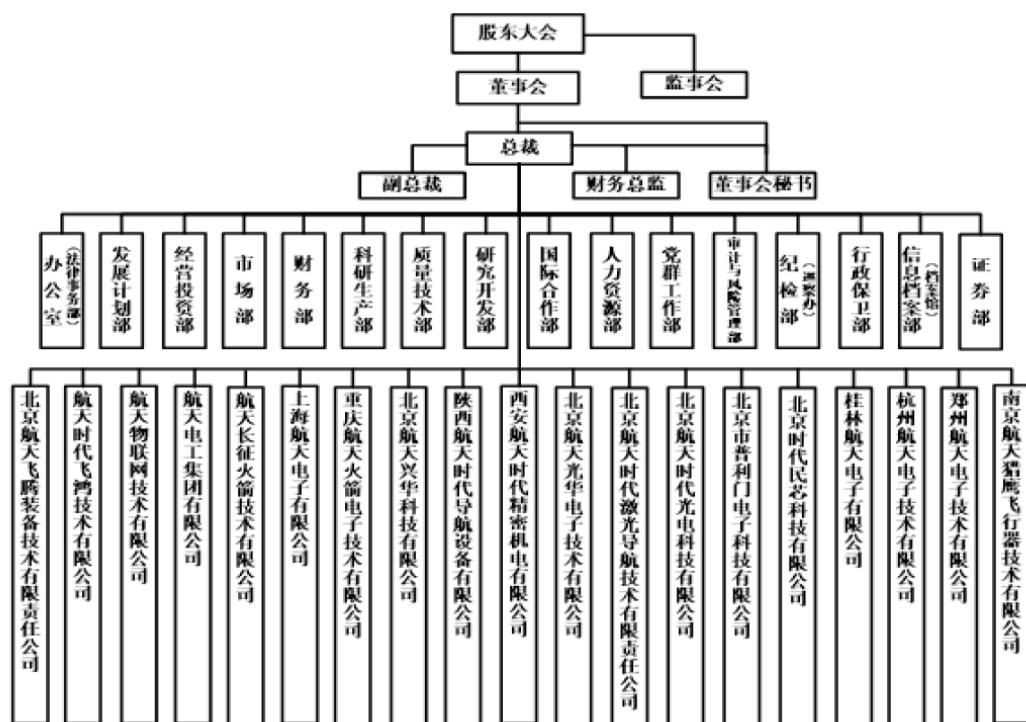 股东大会
董事会
监事会
总裁
副总裁
财务总监
董事会秘书
办公室
（法律事务部）
发展计划部
经营投资部
市场部
财务部
科研生产部
质量技术部
研究开发部
国际合作部
人力资源部
党群工作部
审计与风险管理部
纪检部
（巡察办）
行政保卫部
信息档案部
（档案馆）
证券部
北京航天飞腾装备技术有限责任公司
航天时代飞鸿技术有限公司
航天物联网技术有限公司
航天电工集团有限公司
航天长征火箭技术有限公司
上海航天电子有限公司
重庆航天火箭电子技术有限公司
北京航天兴华科技有限公司
陕西航天时代导航设备有限公司
西安航天时代精密机电有限公司
北京航天光华电子技术有限公司
北京航天时代激光导航技术有限责任公司
北京航天时代光电科技有限公司
北京市普利门电子科技有限公司
北京时代民芯科技有限公司
桂林航天电子有限公司
杭州航天电子技术有限公司
郑州航天电子技术有限公司
南京航天猎鹰飞行器技术有限公司